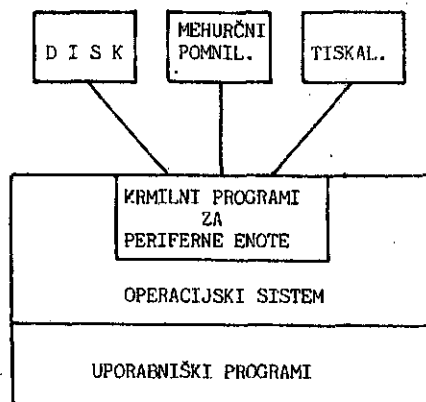 D I S K
MEHURČNI
POMNIL.
TISKAL.
KRMILNI PROGRAMI
ZA
PERIFERNE ENOTE
OPERACIJSKI SISTEM
UPORABNIŠKI PROGRAMI